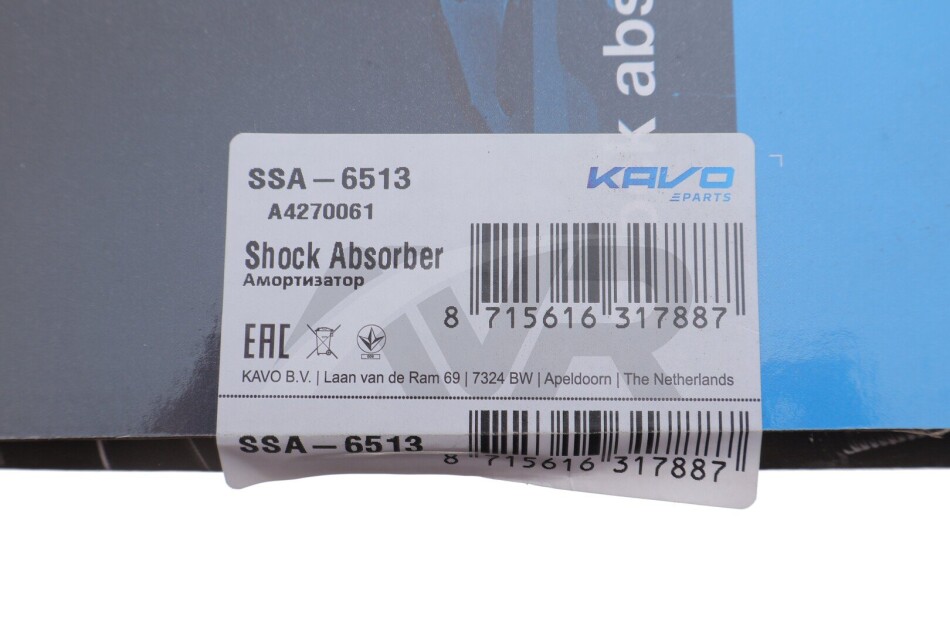 k abs
SSA-6513
KAVO
PARTS
A4270061
Shock Absorber
Амортизатор
8 715616 317887
TVR
EAC
KAVO B.V. | Laan van de Ram 69 | 7324 BW | Apeldoorn | The Netherlands
SSA-6513
8 715616 317887